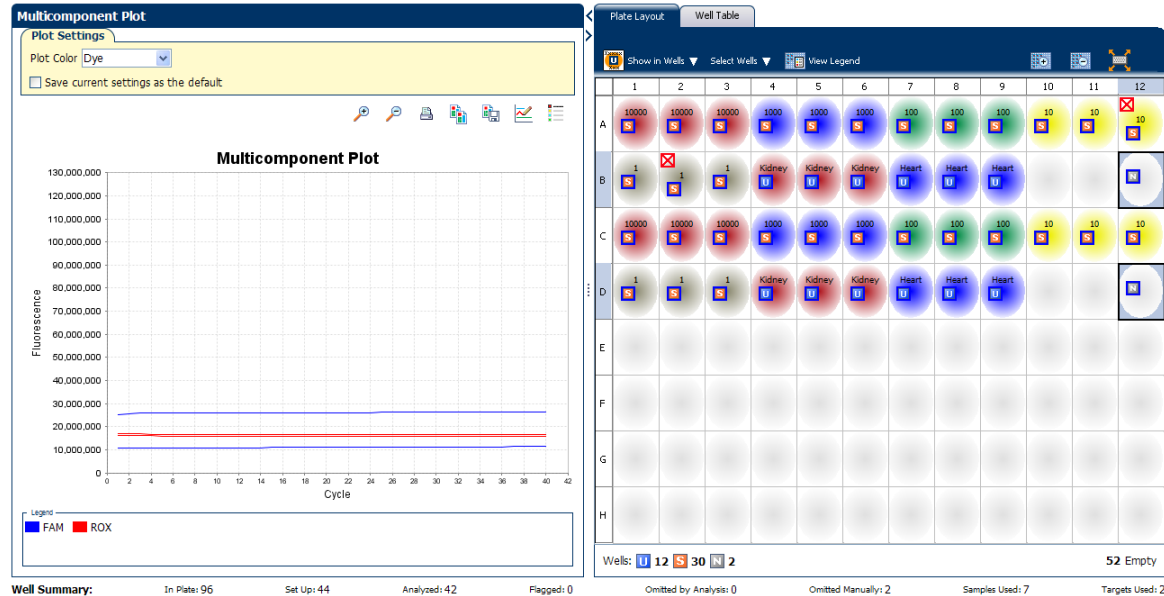 Multicomponent Plot
Plot Settings
Plot Color Dye
Save current settings as the default
Multicomponent Plot
130,000,000
120,000,000
110,000,000
100,000,000
90,000,000
80,000,000
70,000,000
60,000,000
50,000,000
40,000,000
30,000,000
20,000,000
10,000,000
0
Fluorescence
0 2 4 6 8 10 12 14 16 18 20 22 24 26 28 30 32 34 36 38 40 42
Cycle
Legend
FAM ROX
Plate Layout Well Table
U Show in Wells ▼ Select Wells ▼ View Legend
1 2 3 4 5 6 7 8 9 10 11 12
A 10000 10000 10000 1000 1000 1000 100 100 100 10 10 10
S S S S S S S S S S S S
B 1 1 1 Kidney Kidney Kidney Heart Heart Heart
S S S U U U U U U N
C 10000 10000 10000 1000 1000 1000 100 100 100 10 10 10
S S S S S S S S S S S S
D 1 1 1 Kidney Kidney Kidney Heart Heart Heart
S S S U U U U U U N
E
F
G
H
Wells: U 12 S 30 N 2 52 Empty
Well Summary: In Plate: 96 Set Up: 44 Analyzed: 42 Flagged: 0 Omitted by Analysis: 0 Omitted Manually: 2 Samples Used: 7 Targets Used: 2